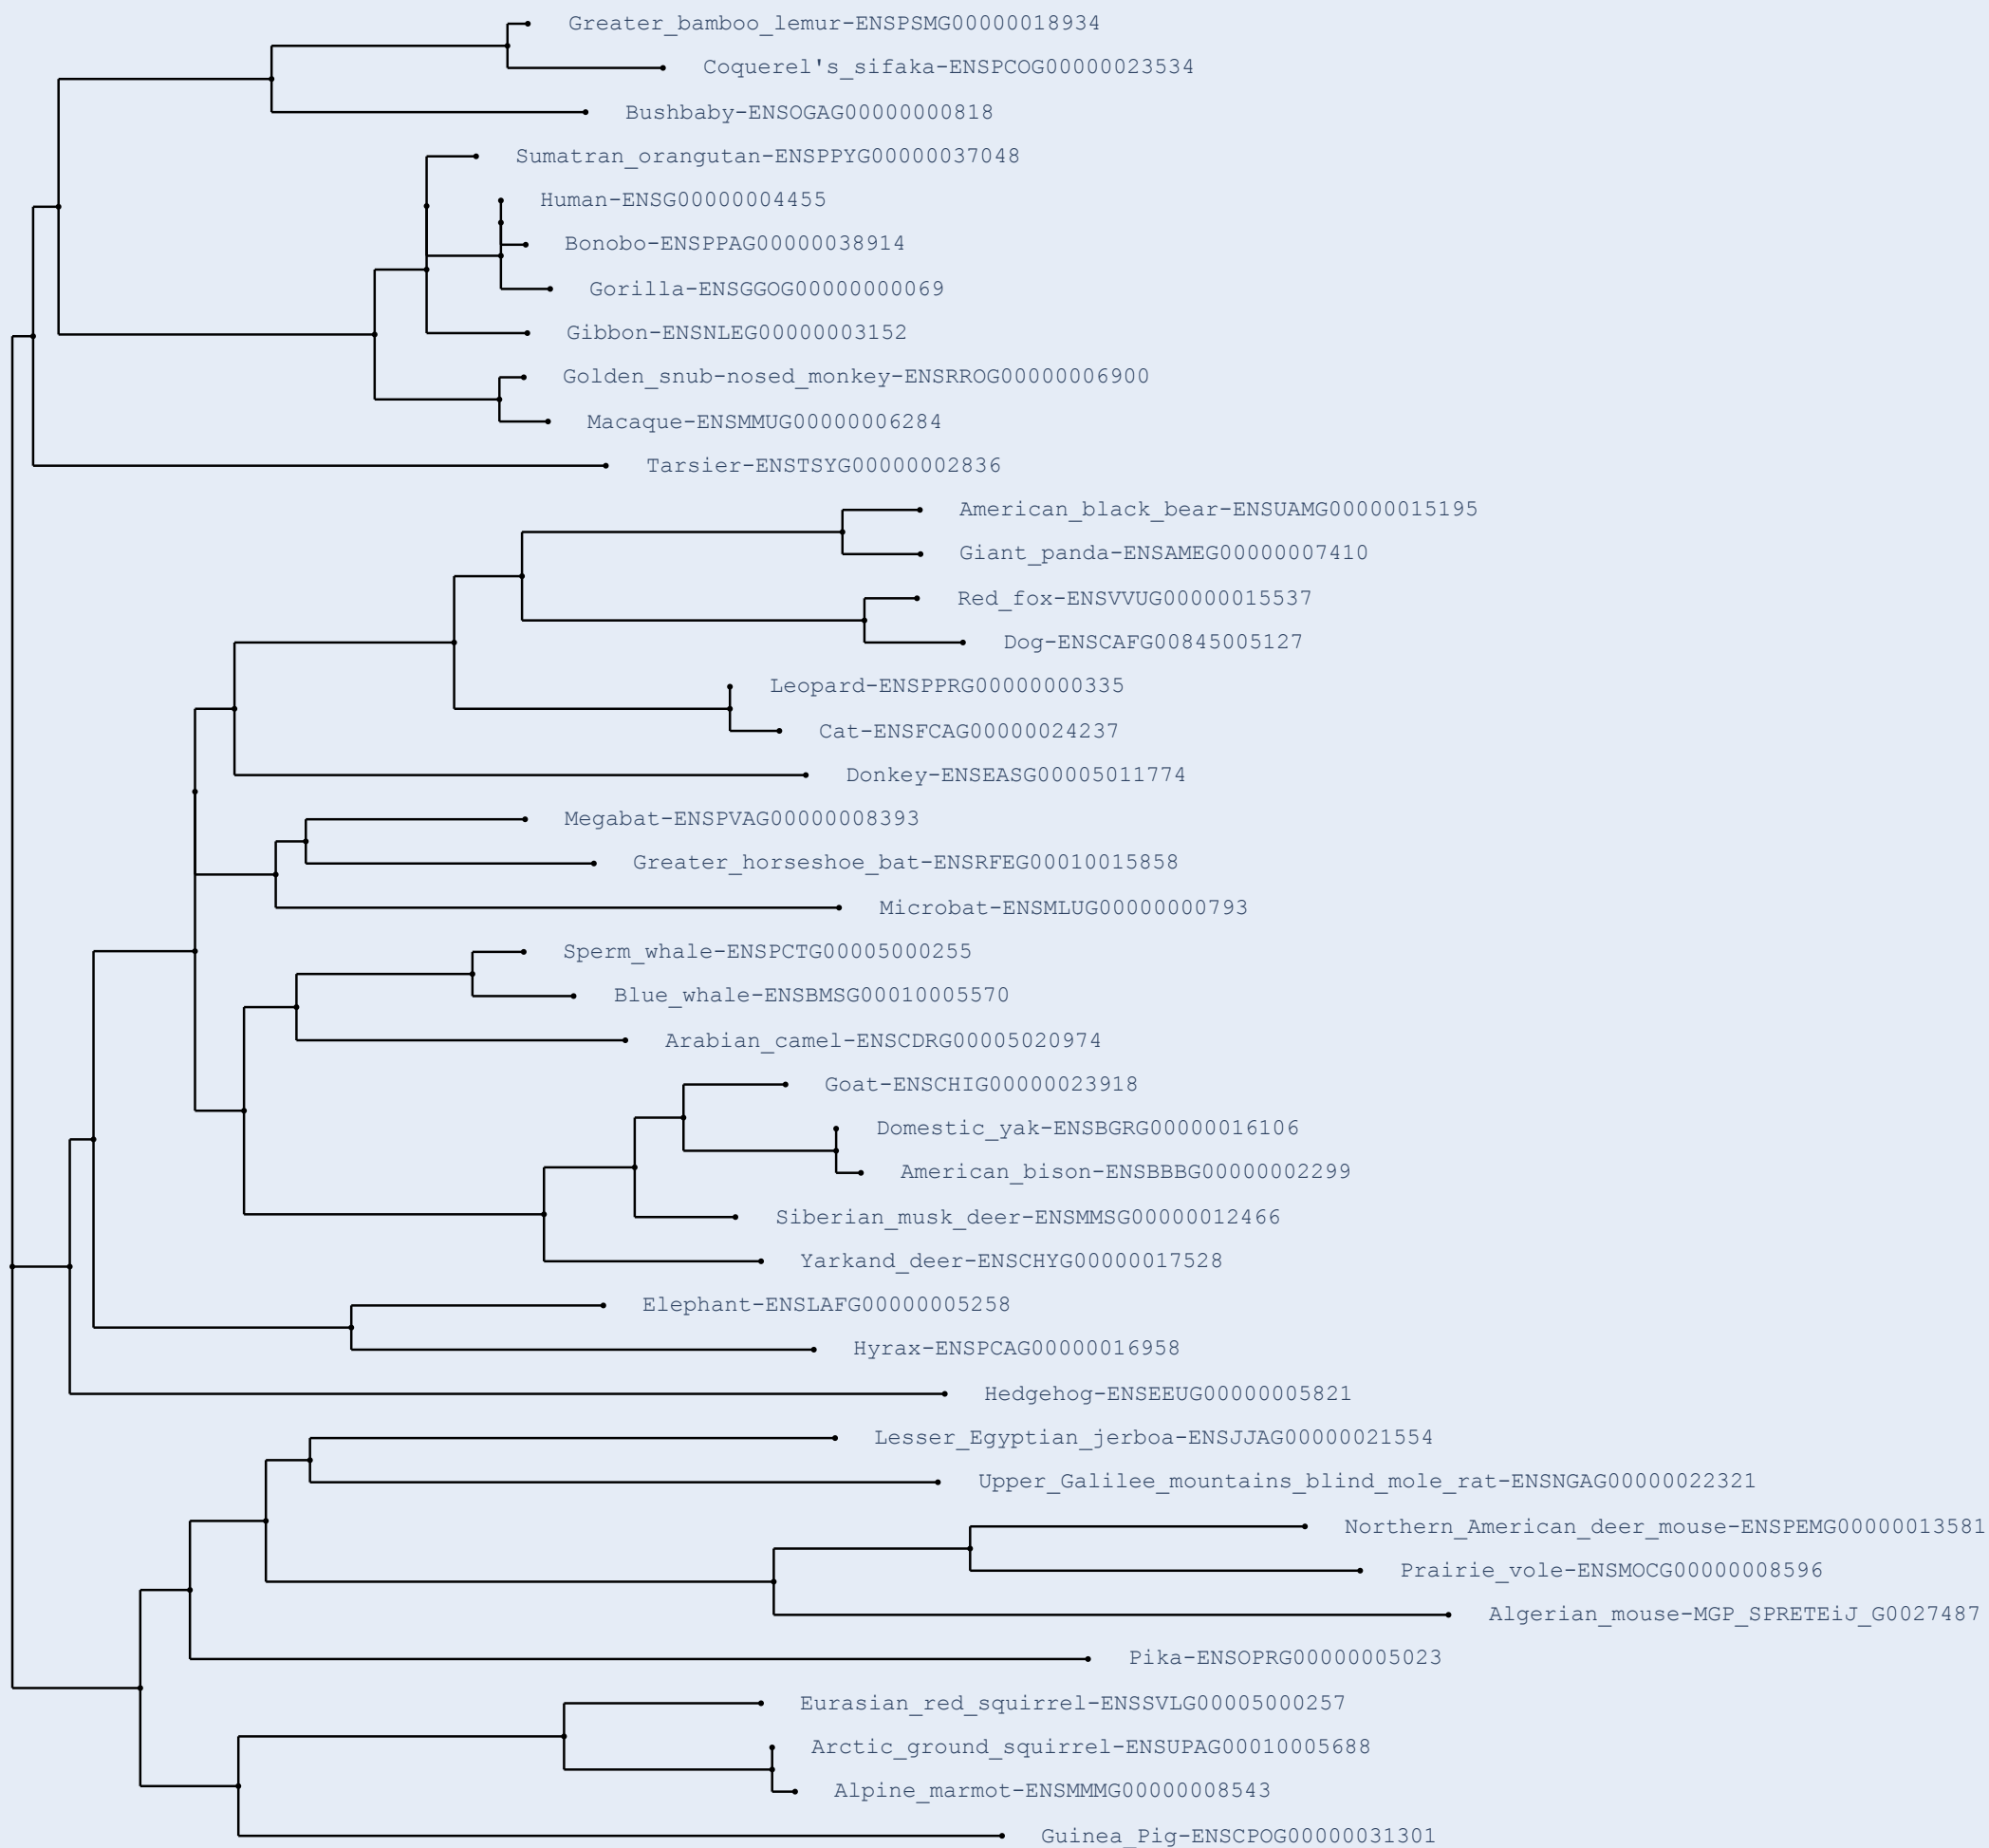 Greater_bamboo_lemur-ENSPSMG00000018934
Coquerel's_sifaka-ENSPCOG00000023534
Bushbaby-ENSOGAG00000000818
Sumatran_orangutan-ENSPPYG00000037048
Human-ENSG00000004455
Bonobo-ENSPPAG00000038914
Gorilla-ENSGGOG00000000069
Gibbon-ENSNLEG00000003152
Golden_snub-nosed_monkey-ENSRROG00000006900
Macaque-ENSMMUG00000006284
Tarsier-ENSTSYG00000002836
American_black_bear-ENSUAMG00000015195
Giant_panda-ENSAMEG00000007410
Red_fox-ENSVVUG00000015537
Dog-ENSCAFG00845005127
Leopard-ENSPPRG00000000335
Cat-ENSFCAG00000024237
Donkey-ENSEASG00005011774
Megabat-ENSPVAG00000008393
Greater_horseshoe_bat-ENSRFEG00010015858
Microbat-ENSMLUG00000000793
Sperm_whale-ENSPCTG00005000255
Blue_whale-ENSBMSG00010005570
Arabian_camel-ENSCDRG00005020974
Goat-ENSCHIG00000023918
Domestic_yak-ENSBGRG00000016106
American_bison-ENSBBBG00000002299
Siberian_musk_deer-ENSMMSG00000012466
Yarkand_deer-ENSCHYG00000017528
Elephant-ENSLAFG00000005258
Hyrax-ENSPCAG00000016958
Hedgehog-ENSEEUG00000005821
Lesser_Egyptian_jerboa-ENSJJAG00000021554
Upper_Galilee_mountains_blind_mole_rat-ENSNGAG00000022321
Northern_American_deer_mouse-ENSPEMG00000013581
Prairie_vole-ENSMOCG00000008596
Algerian_mouse-MGP_SPRETEiJ_G0027487
Pika-ENSOPRG00000005023
Eurasian_red_squirrel-ENSSVLG00005000257
Arctic_ground_squirrel-ENSUPAG00010005688
Alpine_marmot-ENSMMMG00000008543
Guinea_Pig-ENSCPOG00000031301